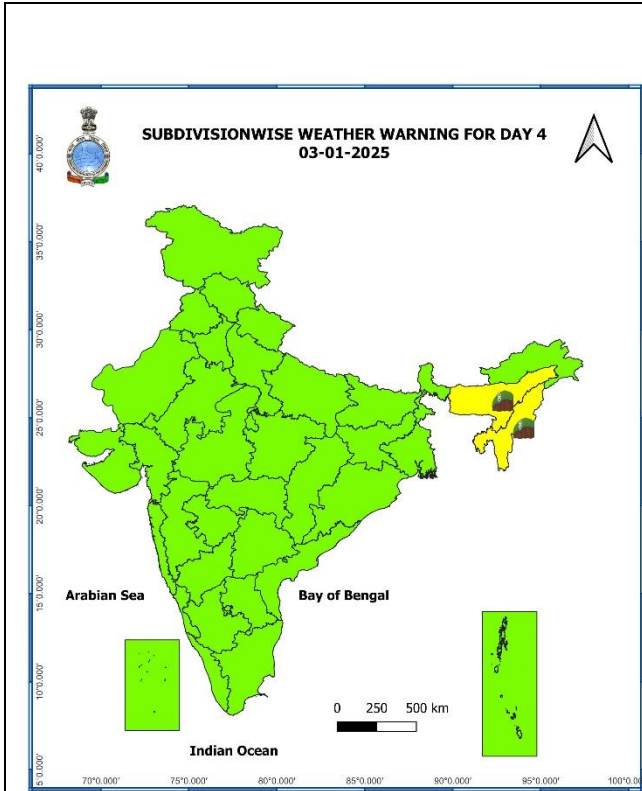 SUBDIVISIONWISE WEATHER WARNING FOR DAY 4
03-01-2025
40°0.000'
35°0.000'
30°0.000'
25°0.000'
20°0.000'
15°0.000'
10°0.000'
5°0.000'
Arabian Sea
Bay of Bengal
0 250 500 km
Indian Ocean
70°0.000' 75°0.000' 80°0.000' 85°0.000' 90°0.000' 95°0.000' 100°0.0